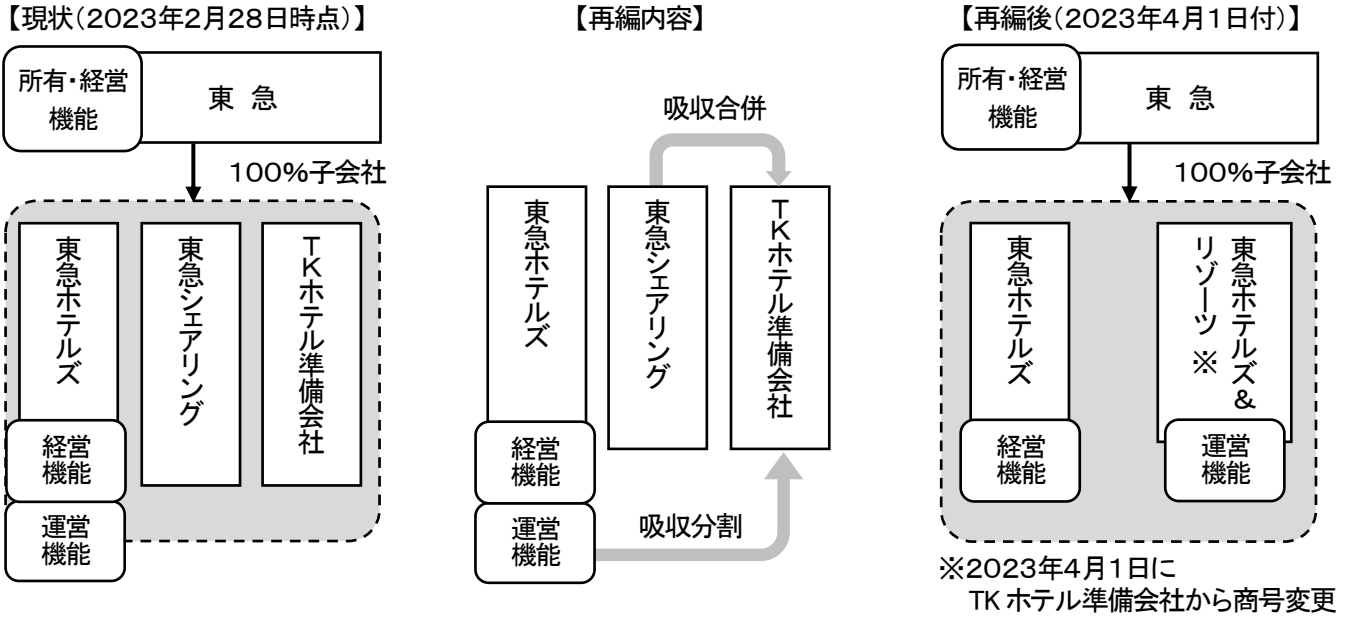 【現状(2023年2月28日時点)】
所有・経営
機能
東 急
100%子会社
東急ホテルズ
東急シェアリング
TKホテル準備会社
経営
機能
運営
機能
【再編内容】
吸収合併
東急ホテルズ
東急シェアリング
TKホテル準備会社
経営
機能
運営
機能
吸収分割
【再編後(2023年4月1日付)】
所有・経営
機能
東 急
100%子会社
東急ホテルズ
東急ホテルズ&
リゾーツ ※
経営
機能
運営
機能
※2023年4月1日に
TK ホテル準備会社から商号変更